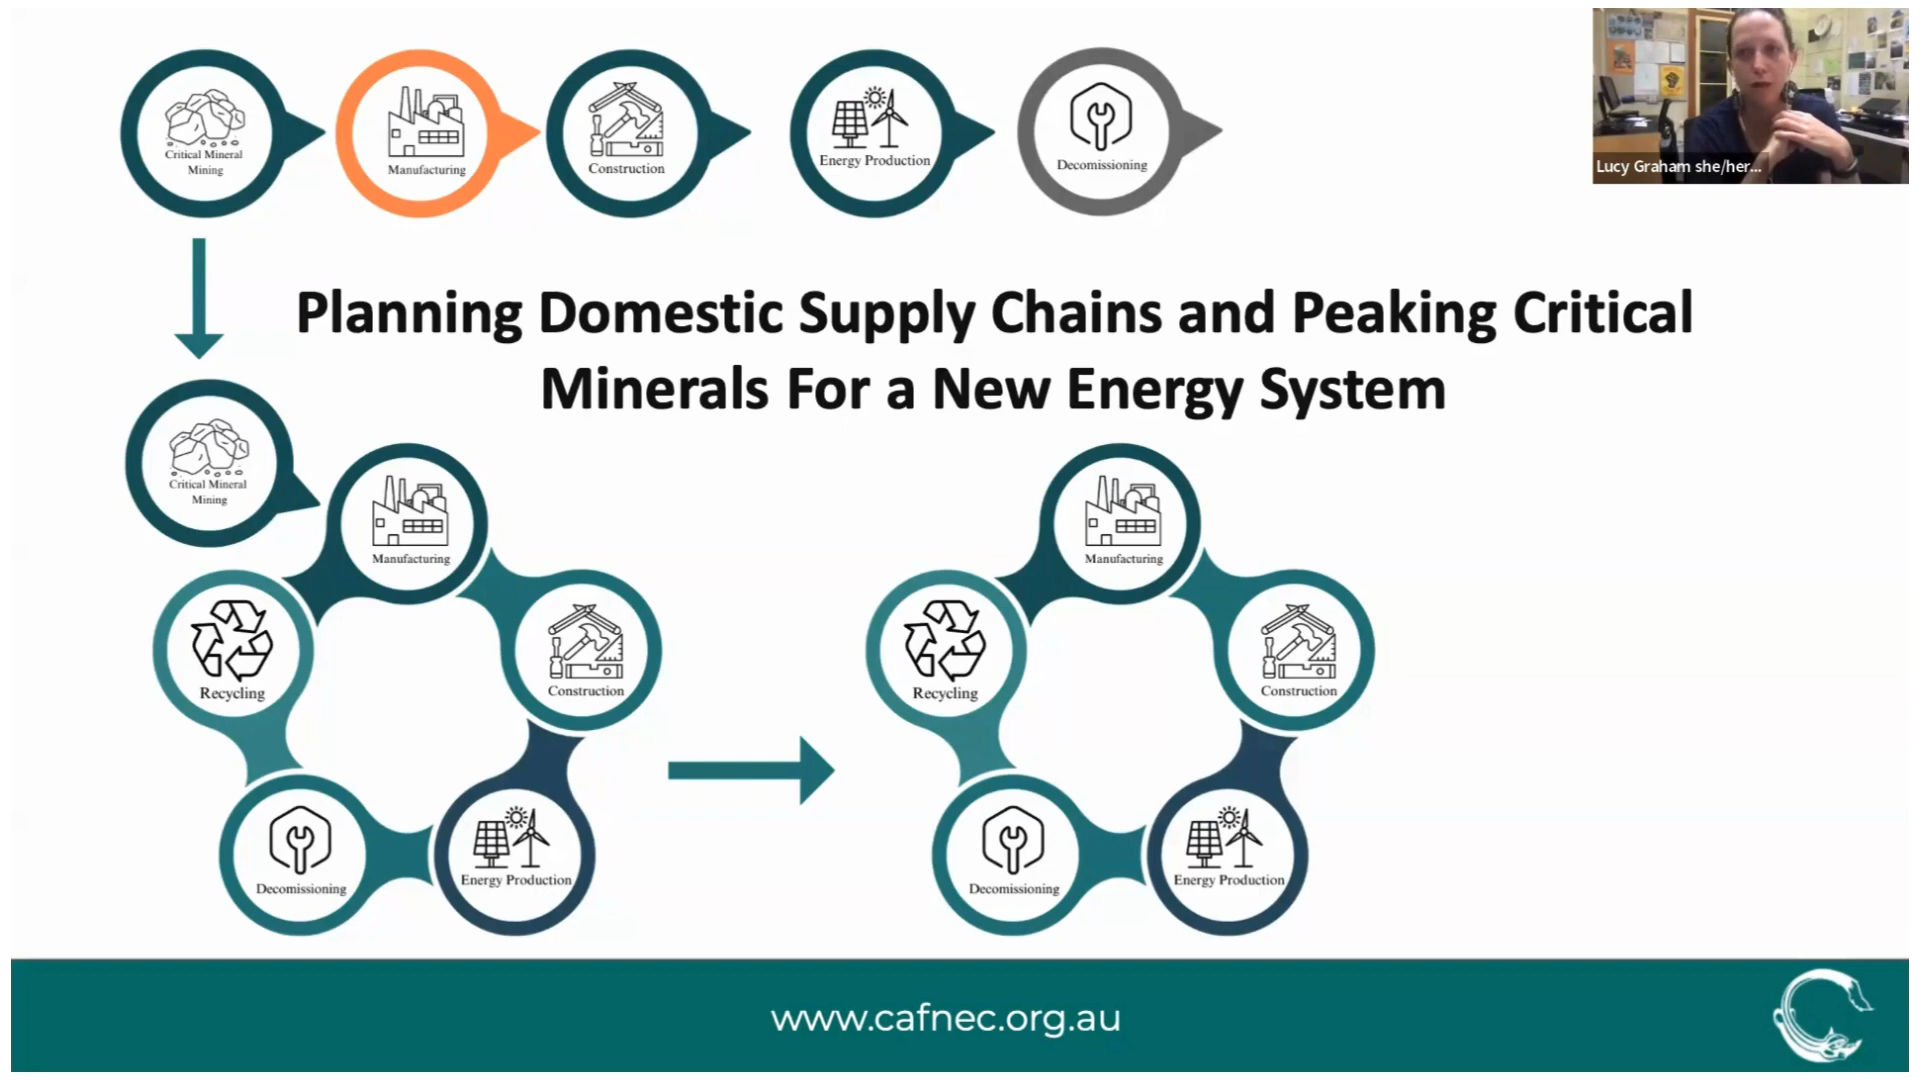 Critical Mineral
Mining
Manufacturing
Construction
Energy Production
Decomissioning
Lucy Graham she/her...
Planning Domestic Supply Chains and Peaking Critical
Minerals For a New Energy System
Critical Mineral
Mining
Manufacturing
Construction
Energy Production
Decomissioning
Recycling
Manufacturing
Construction
Energy Production
Decomissioning
Recycling
www.cafnec.org.au